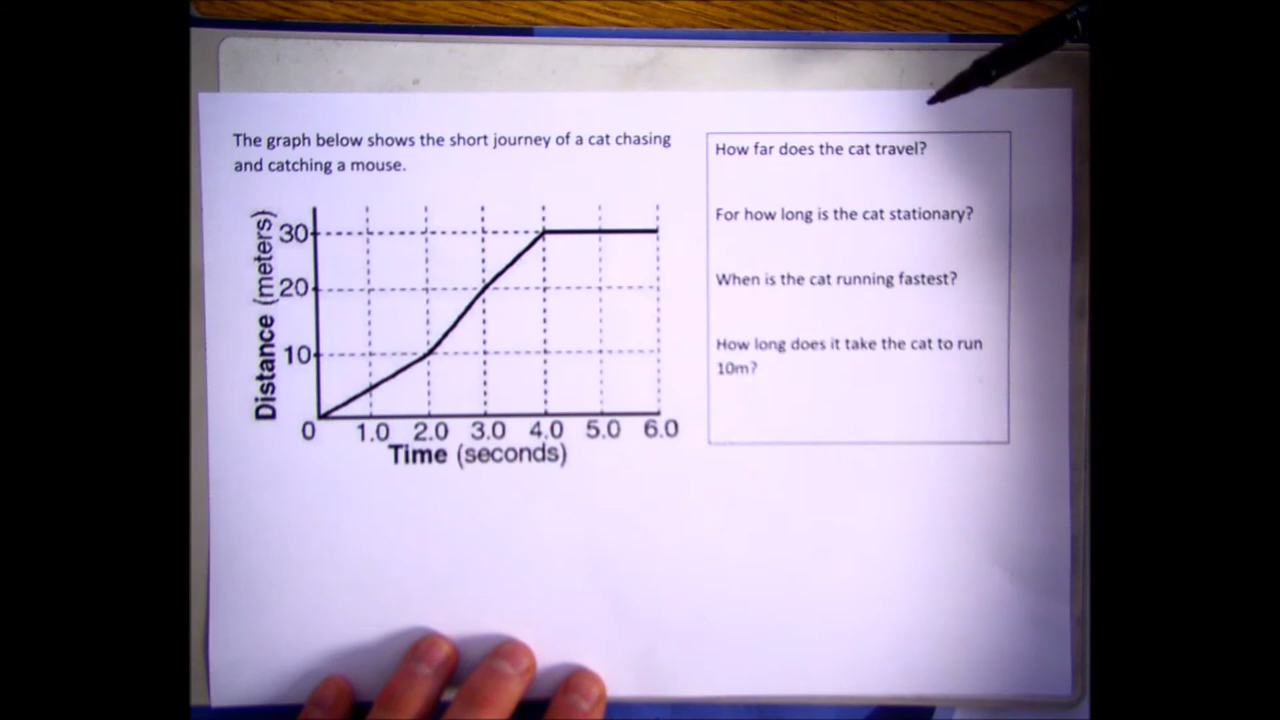 The graph below shows the short journey of a cat chasing
and catching a mouse.
Distance (meters)
30
20
10
0 1.0 2.0 3.0 4.0 5.0 6.0
Time (seconds)
How far does the cat travel?
For how long is the cat stationary?
When is the cat running fastest?
How long does it take the cat to run
10m?